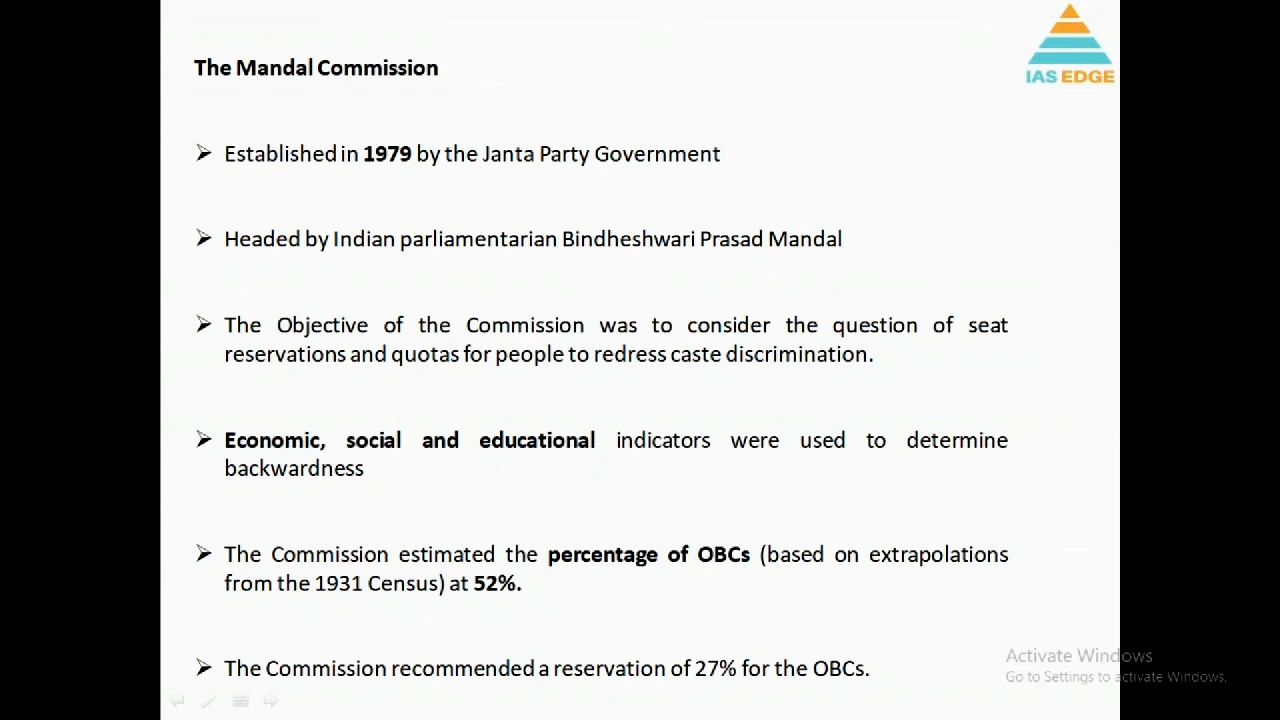 IAS EDGE
The Mandal Commission
Established in 1979 by the Janta Party Government
Headed by Indian parliamentarian Bindheshwari Prasad Mandal
The Objective of the Commission was to consider the question of seat
reservations and quotas for people to redress caste discrimination.
Economic, social and educational indicators were used to determine
backwardness
The Commission estimated the percentage of OBCs (based on extrapolations
from the 1931 Census) at 52%.
The Commission recommended a reservation of 27% for the OBCs.
Activate Windows
Go to Settings to activate Windows.